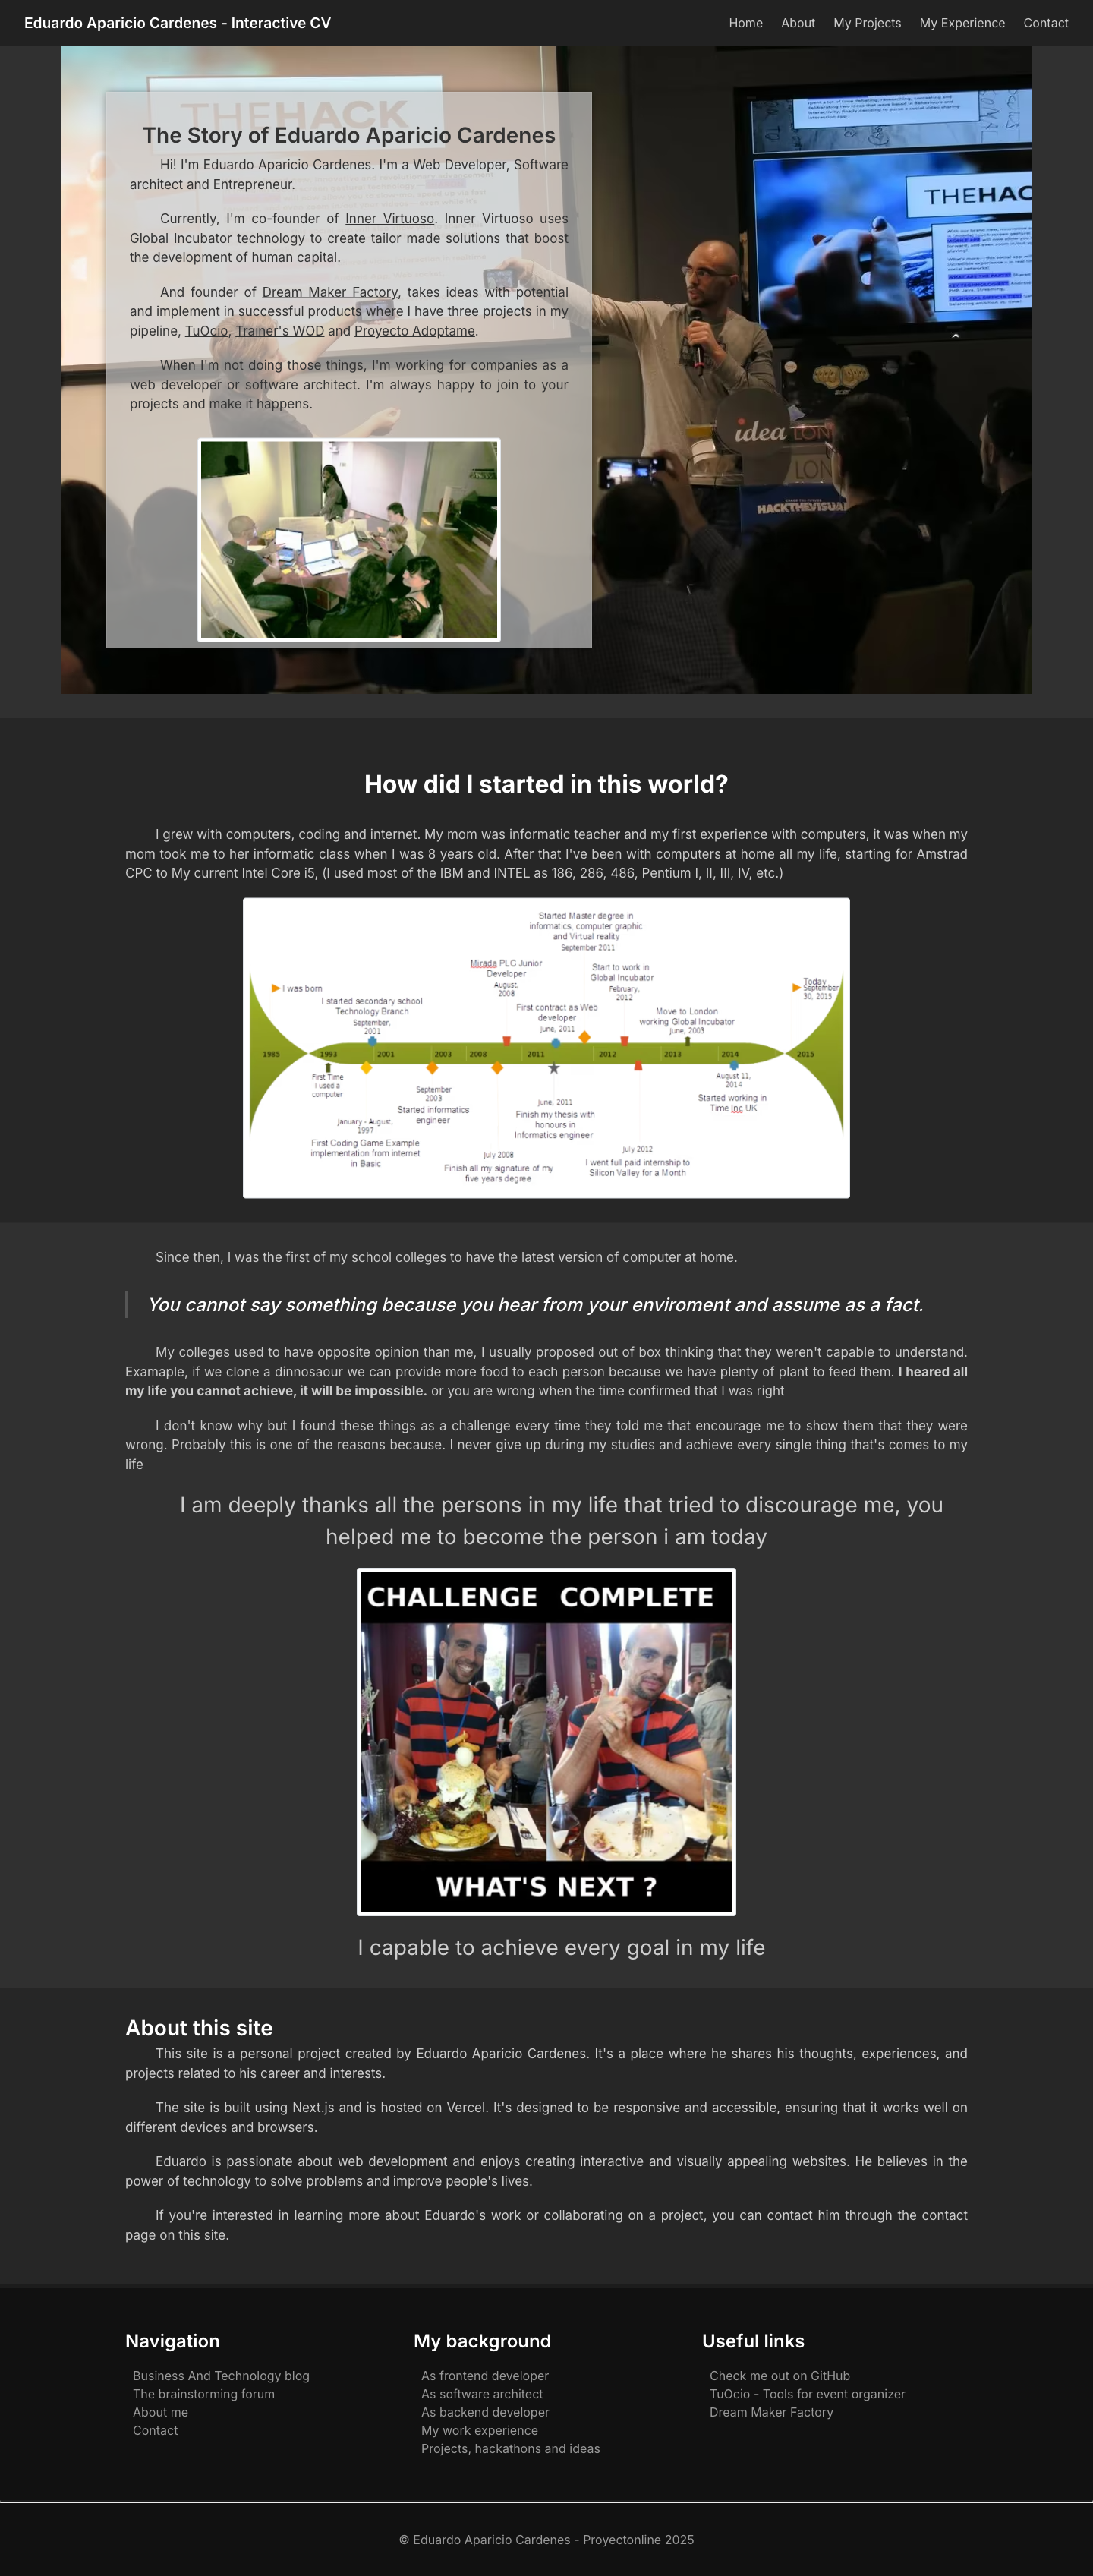 Eduardo Aparicio Cardenes - Interactive CV
Home About My Projects My Experience Contact
THE HACK
The Story of Eduardo Aparicio Cardenes
Hi! I'm Eduardo Aparicio Cardenes. I'm a Web Developer, Software
architect and Entrepreneur.
Currently, I'm co-founder of Inner Virtuoso. Inner Virtuoso uses
Global Incubator technology to create tailor made solutions that boost
the development of human capital.
And founder of Dream Maker Factory, takes ideas with potential
and implement in successful products where I have three projects in my
pipeline, TuOcio, Trainer's WOD and Proyecto Adoptame.
When I'm not doing those things, I'm working for companies as a
web developer or software architect. I'm always happy to join to your
projects and make it happens.
THEHAC
idea LON
LON
HACKTHEVISUAL
How did I started in this world?
I grew with computers, coding and internet. My mom was informatic teacher and my first experience with computers, it was when my
mom took me to her informatic class when I was 8 years old. After that I've been with computers at home all my life, starting for Amstrad
CPC to My current Intel Core i5, (I used most of the IBM and INTEL as 186, 286, 486, Pentium I, II, III, IV, etc.)
Started Master degree in
informatics. computer graphic
and Virtual reality
September 2011
Mirada PLC Junior
Developer
August,
2008
Start to work in
Global Incubator
February,
2012
I was born
Today
September
30, 2015
I started secondary school
Technology Branch
September,
2001
First contract as Web
developer
June, 2011
Move to London
working Global Incubator
June, 2003
1985 1993 2001 2003 2008 2011 2012 2013 2014 2015
First Time
I used a
computer
January - August,
1997
First Coding Game Example
implementation from internet
in Basic
September
2003
Started informatics
engineer
July 2008
Finish all my signature of my
five years degree
June, 2011
Finish my thesis with
honours in
Informatics engineer
July 2012
I went full paid internship to
Silicon Valley for a Month
August 11,
2014
Started working in
Time Inc UK
Since then, I was the first of my school colleges to have the latest version of computer at home.
You cannot say something because you hear from your enviroment and assume as a fact.
My colleges used to have opposite opinion than me, I usually proposed out of box thinking that they weren't capable to understand.
Examaple, if we clone a dinnosaour we can provide more food to each person because we have plenty of plant to feed them. I heared all
my life you cannot achieve, it will be impossible. or you are wrong when the time confirmed that I was right
I don't know why but I found these things as a challenge every time they told me that encourage me to show them that they were
wrong. Probably this is one of the reasons because. I never give up during my studies and achieve every single thing that's comes to my
life
I am deeply thanks all the persons in my life that tried to discourage me, you
helped me to become the person i am today
CHALLENGE COMPLETE
WHAT'S NEXT ?
I capable to achieve every goal in my life
About this site
This site is a personal project created by Eduardo Aparicio Cardenes. It's a place where he shares his thoughts, experiences, and
projects related to his career and interests.
The site is built using Next.js and is hosted on Vercel. It's designed to be responsive and accessible, ensuring that it works well on
different devices and browsers.
Eduardo is passionate about web development and enjoys creating interactive and visually appealing websites. He believes in the
power of technology to solve problems and improve people's lives.
If you're interested in learning more about Eduardo's work or collaborating on a project, you can contact him through the contact
page on this site.
Navigation
Business And Technology blog
The brainstorming forum
About me
Contact
My background
As frontend developer
As software architect
As backend developer
My work experience
Projects, hackathons and ideas
Useful links
Check me out on GitHub
TuOcio - Tools for event organizer
Dream Maker Factory
© Eduardo Aparicio Cardenes - Proyectonline 2025